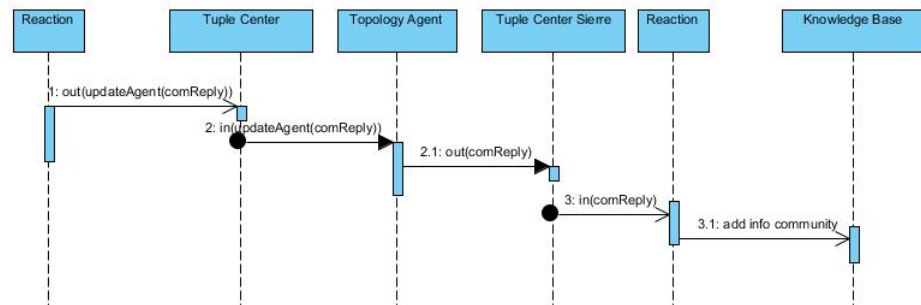 Reaction
Tuple Center
Topology Agent
Tuple Center Sierre
Reaction
Knowledge Base
1: out(updateAgent(comReply))
2: in(updateAgent(comReply))
2.1: out(comReply)
3: in(comReply)
3.1: add info community